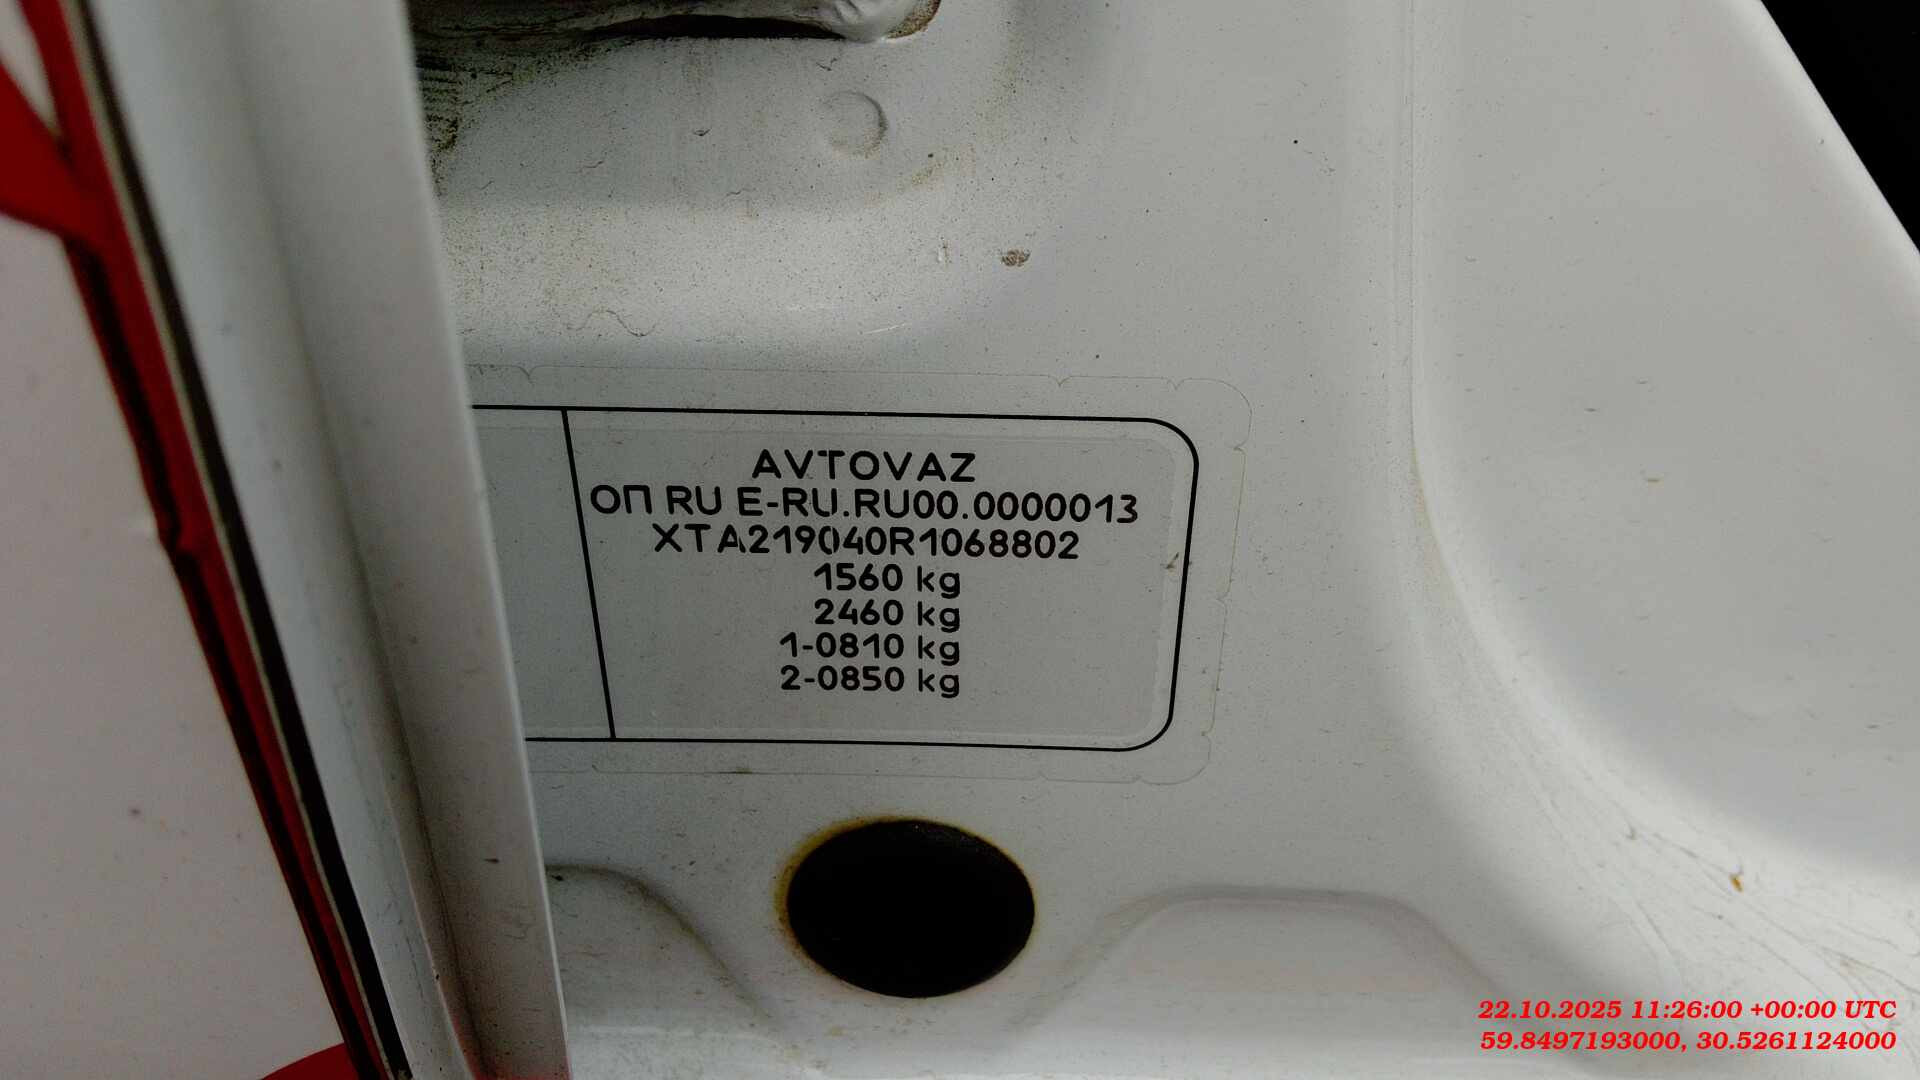 AVTOVAZ
ОП RU E-RU.RU00.0000013
XTA219040R1068802
1560 kg
2460 kg
1-0810 kg
2-0850 kg
22.10.2025 11:26:00 +00:00 UTC
59.8497193000, 30.5261124000